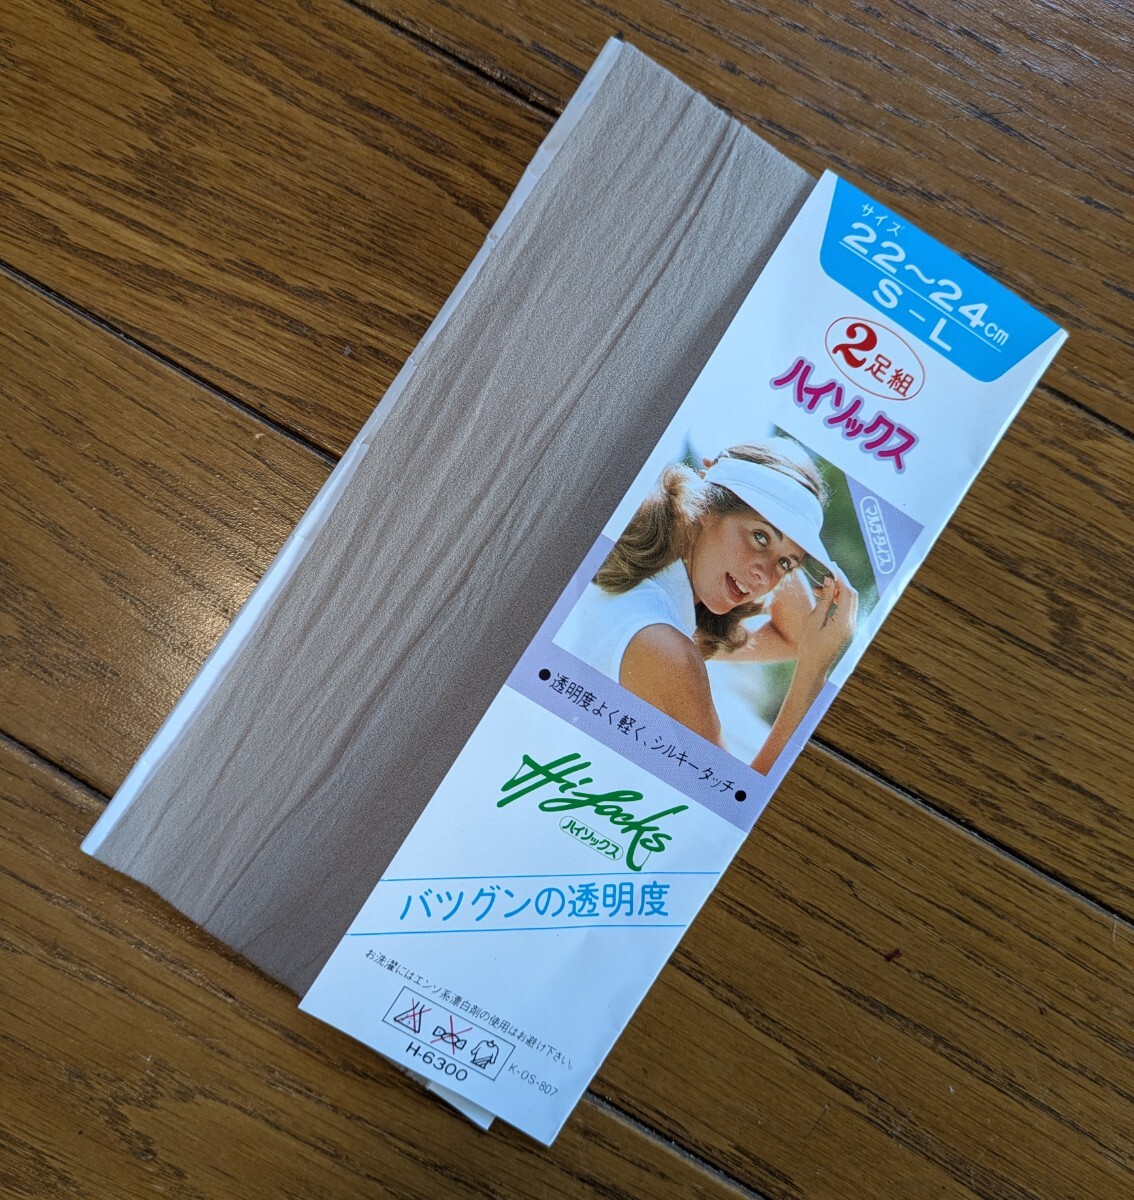 サイズ
22～24cm
S-L
2足組
ハイソックス
マルチタイプ
●透明度よく軽く、シルキータッチ●
Hi Socks
ハイソックス
バツグンの透明度
お洗濯にはエンソ系漂白剤の使用はお避け下さい。
H-6300
K-OS-807